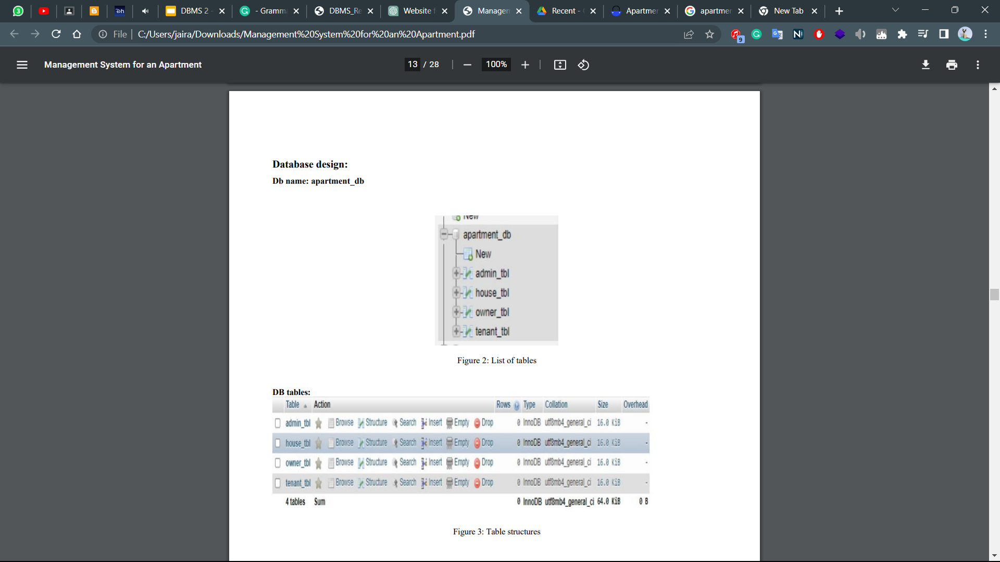 3
DBMS 2
- Gramm
DBMS_Re
Website f
Managem
Recent -
Apartmen
apartmen
New Tab
File
C:/Users/jaira/Downloads/Management%20System%20for%20an%20Apartment.pdf
9
Management System for an Apartment
13 / 28
100%
Database design:
Db name: apartment_db
New
apartment_db
New
admin_tbl
house_tbl
owner_tbl
tenant_tbl
Figure 2: List of tables
DB tables:
Table Action Rows Type Collation Size Overhead
admin_tbl Browse Structure Search Insert Empty Drop 0 InnoDB utf8mb4_general_ci 16.0 KiB -
house_tbl Browse Structure Search Insert Empty Drop 0 InnoDB utf8mb4_general_ci 16.0 KiB -
owner_tbl Browse Structure Search Insert Empty Drop 0 InnoDB utf8mb4_general_ci 16.0 KiB -
tenant_tbl Browse Structure Search Insert Empty Drop 0 InnoDB utf8mb4_general_ci 16.0 KiB -
4 tables Sum 0 InnoDB utf8mb4_general_ci 64.0 KiB 0 B
Figure 3: Table structures